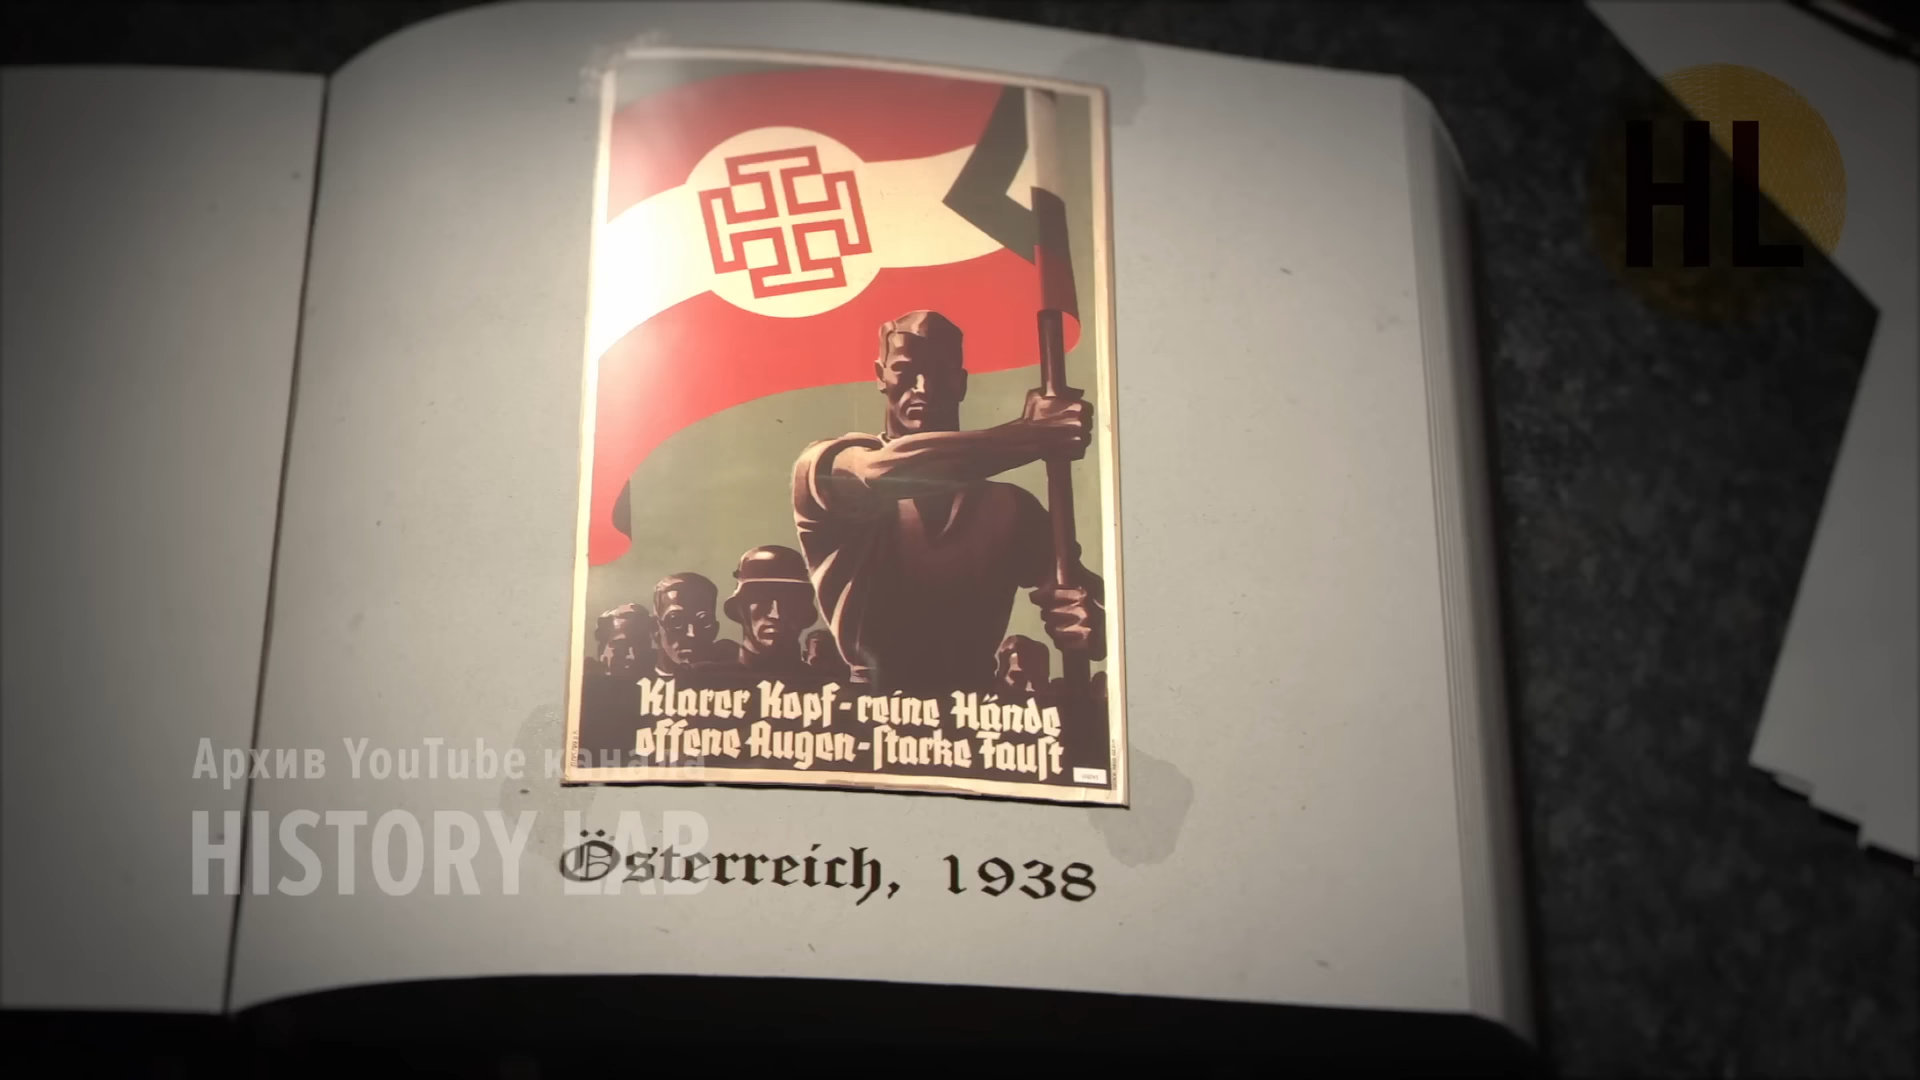 HL
Klarer Kopf - reine Hände
offene Augen - starke Faust
Архив YouTube канала
HISTORY LAB
Österreich, 1938